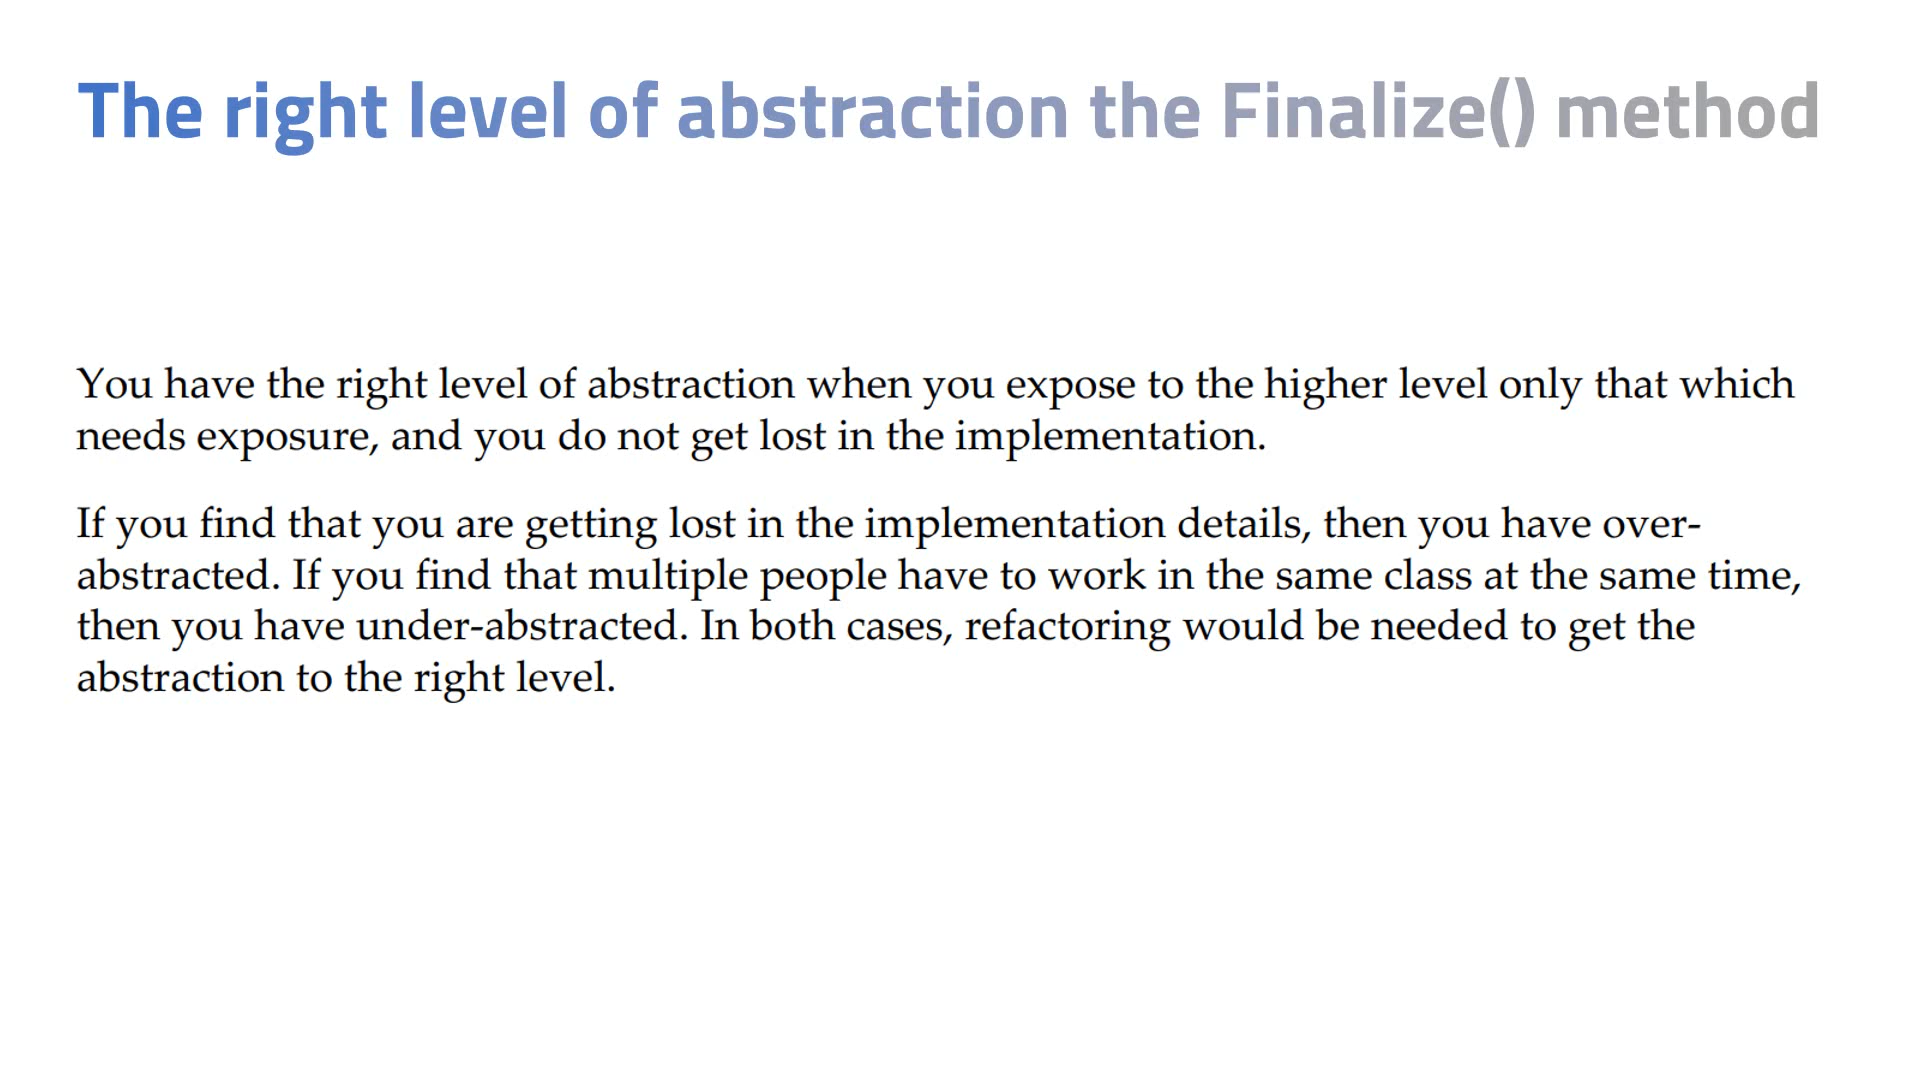 The right level of abstraction the Finalize() method
You have the right level of abstraction when you expose to the higher level only that which
needs exposure, and you do not get lost in the implementation.
If you find that you are getting lost in the implementation details, then you have over-
abstracted. If you find that multiple people have to work in the same class at the same time,
then you have under-abstracted. In both cases, refactoring would be needed to get the
abstraction to the right level.